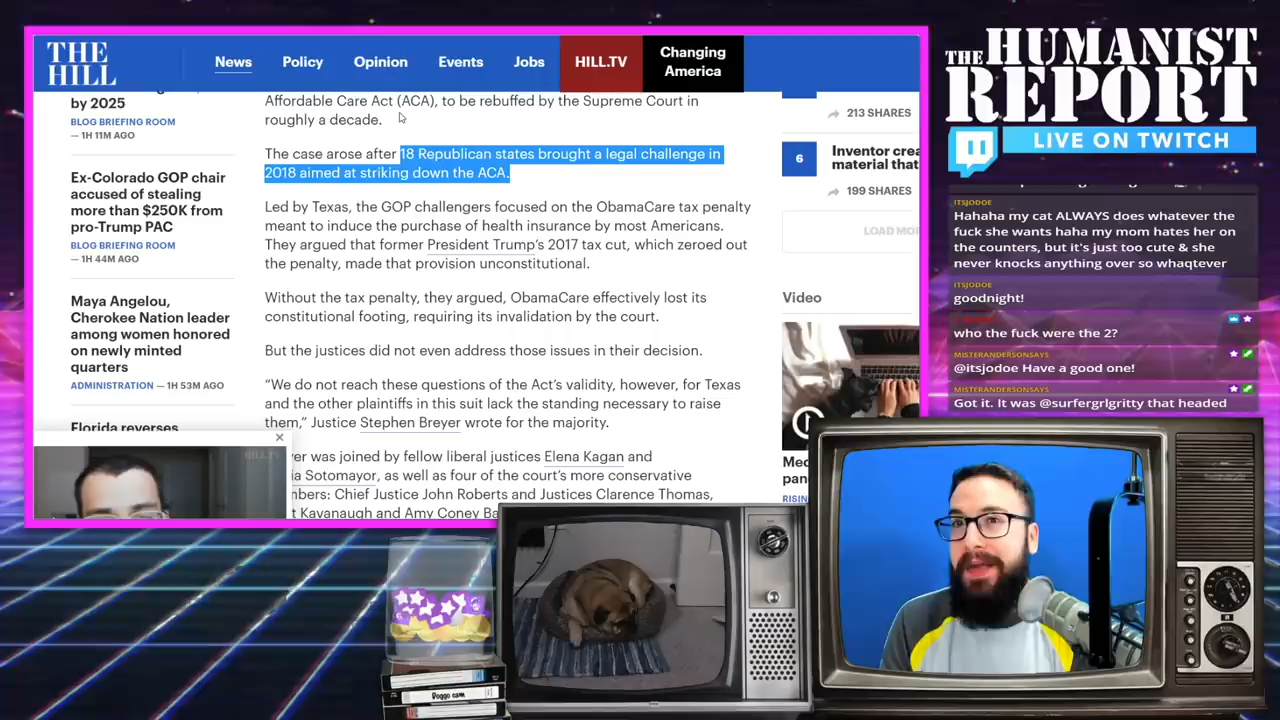 THE
HILL
News
Policy
Opinion
Events
Jobs
HILL.TV
Changing
America
by 2025
BLOG BRIEFING ROOM
— 1H 11M AGO
Ex-Colorado GOP chair
accused of stealing
more than $250K from
pro-Trump PAC
BLOG BRIEFING ROOM
— 1H 44M AGO
Maya Angelou,
Cherokee Nation leader
among women honored
on newly minted
quarters
ADMINISTRATION — 1H 53M AGO
Florida reverses
Affordable Care Act (ACA), to be rebuffed by the Supreme Court in
roughly a decade.
The case arose after 18 Republican states brought a legal challenge in
2018 aimed at striking down the ACA.
Led by Texas, the GOP challengers focused on the ObamaCare tax penalty
meant to induce the purchase of health insurance by most Americans.
They argued that former President Trump's 2017 tax cut, which zeroed out
the penalty, made that provision unconstitutional.
Without the tax penalty, they argued, ObamaCare effectively lost its
constitutional footing, requiring its invalidation by the court.
But the justices did not even address those issues in their decision.
“We do not reach these questions of the Act's validity, however, for Texas
and the other plaintiffs in this suit lack the standing necessary to raise
them,” Justice Stephen Breyer wrote for the majority.
was joined by fellow liberal justices Elena Kagan and
Sotomayor, as well as four of the court's more conservative
Chief Justice John Roberts and Justices Clarence Thomas,
Kavanaugh and Amy Coney
213 SHARES
6
Inventor
material that
199 SHARES
LOAD
Video
HILL.TV
THE
HUMANIST
REPORT
LIVE ON TWITCH
ITSJODOE
Hahaha my cat ALWAYS does whatever the
fuck she wants haha my mom hates her on
the counters, but it's just too cute & she
never knocks anything over so whaqtever
ITSJODOE
goodnight!
who the fuck were the 2?
MISTERANDERSONSAYS
@itsjodoe Have a good one!
MISTERANDERSONSAYS
Got it. It was @surfergrlgritty that headed
Doggo cam